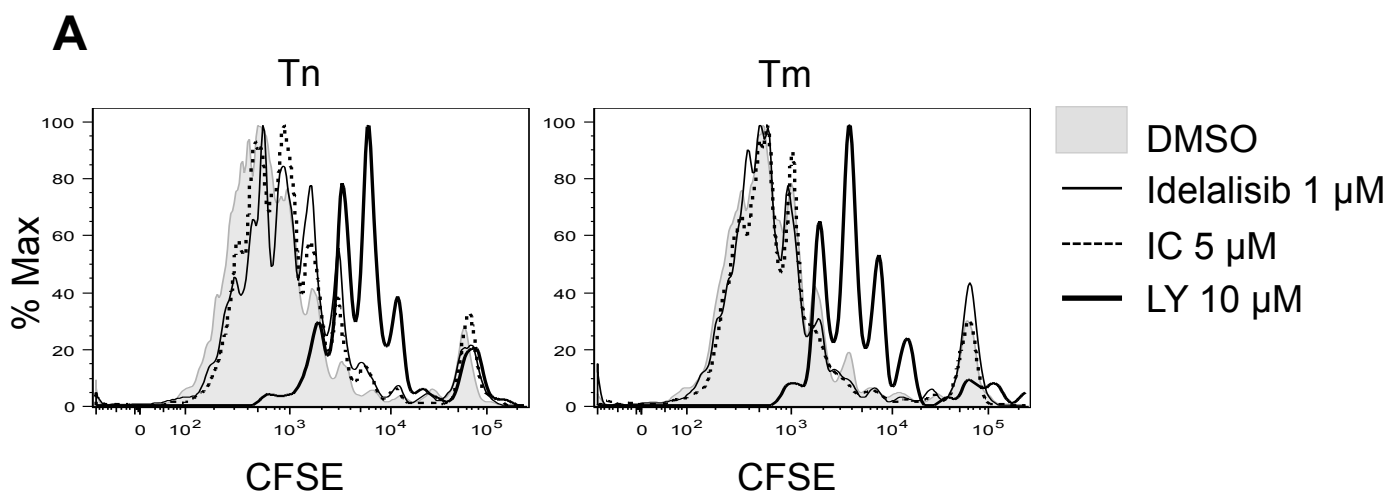 A
Tn
Tm
% Max
100
80
60
40
20
0
0 10² 10³ 10⁴ 10⁵
CFSE
100
80
60
40
20
0
0 10² 10³ 10⁴ 10⁵
CFSE
DMSO
Idelalisib 1 µM
IC 5 µM
LY 10 µM